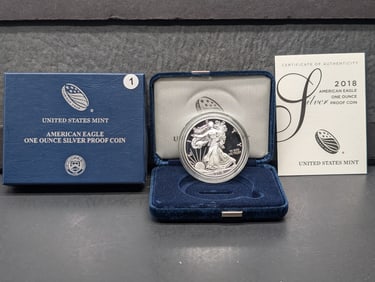 1
UNITED STATES MINT
AMERICAN EAGLE
ONE OUNCE SILVER PROOF COIN
CERTIFICATE OF AUTHENTICITY
Silver
2018
AMERICAN EAGLE
ONE OUNCE
PROOF COIN
UNITED STATES MINT